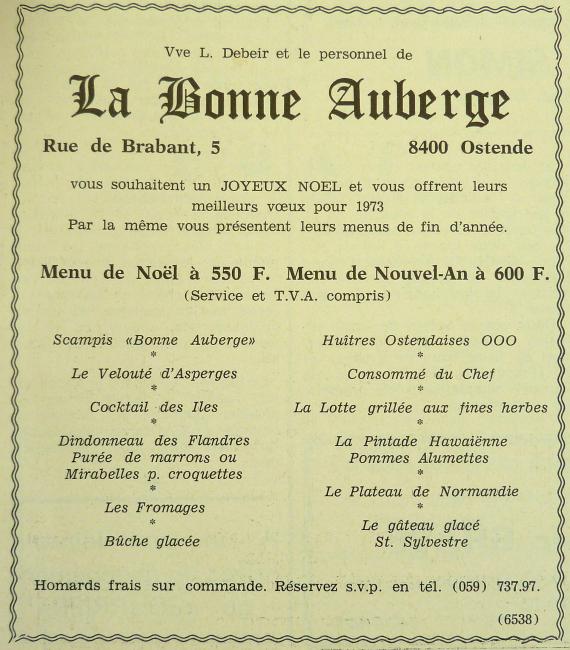 Vve L. Debeir et le personnel de
La Bonne Auberge
Rue de Brabant, 5 8400 Ostende
vous souhaitent un JOYEUX NOEL et vous offrent leurs
meilleurs vœux pour 1973
Par la même vous présentent leurs menus de fin d'année.
Menu de Noël à 550 F. Menu de Nouvel-An à 600 F.
(Service et T.V.A. compris)
Scampis «Bonne Auberge»
*
Le Velouté d'Asperges
*
Cocktail des Iles
*
Dindonneau des Flandres
Purée de marrons ou
Mirabelles p. croquettes
*
Les Fromages
*
Bûche glacée
Huîtres Ostendaises OOO
*
Consommé du Chef
*
La Lotte grillée aux fines herbes
*
La Pintade Hawaiënne
Pommes Alumettes
*
Le Plateau de Normandie
*
Le gâteau glacé
St. Sylvestre
Homards frais sur commande. Réservez s.v.p. en tél. (059) 737.97.
(6538)